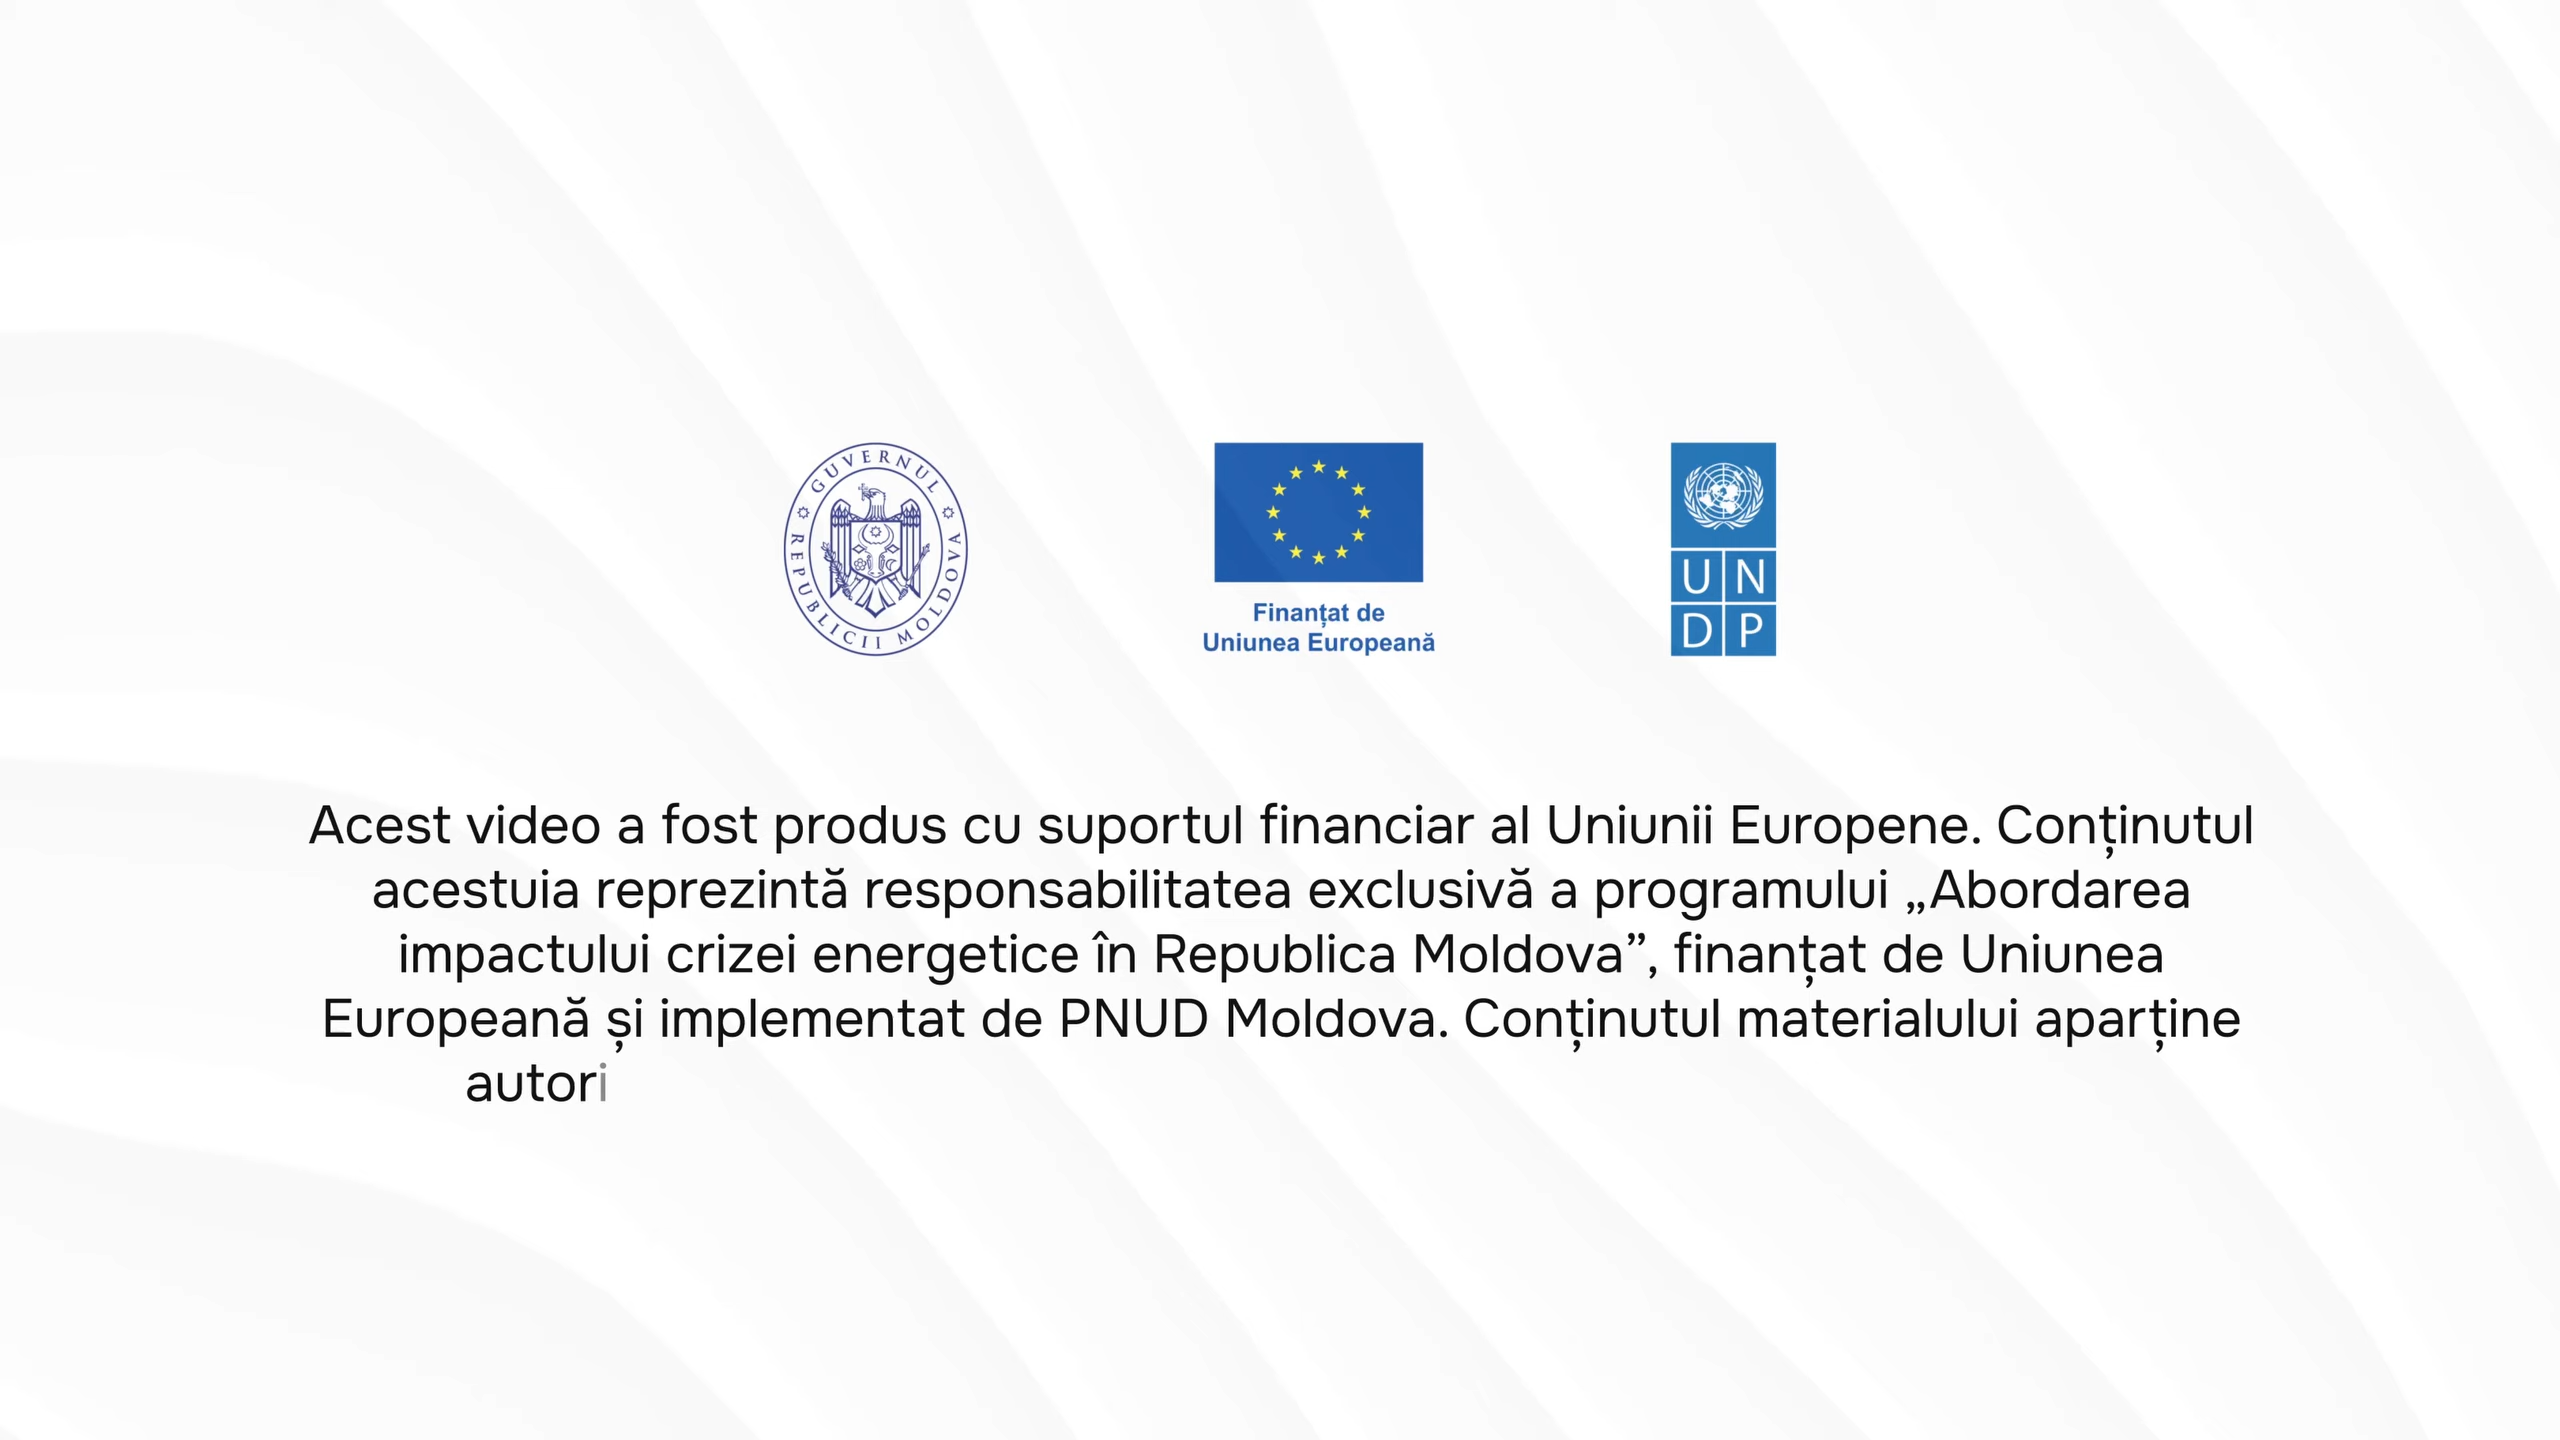 GUVERNUL
REPUBLICII MOLDOVA
Finanțat de
Uniunea Europeană
U N
D P
Acest video a fost produs cu suportul financiar al Uniunii Europene. Conținutul
acestuia reprezintă responsabilitatea exclusivă a programului „Abordarea
impactului crizei energetice în Republica Moldova”, finanțat de Uniunea
Europeană și implementat de PNUD Moldova. Conținutul materialului aparține
autori